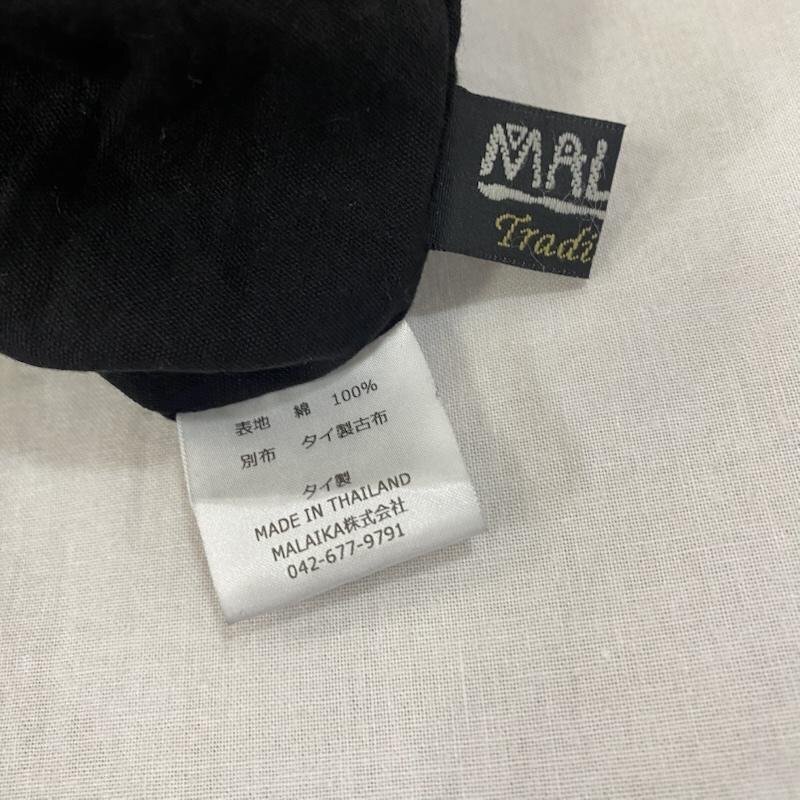 MAL
Tradi
表地 綿 100%
別布 タイ製古布
タイ製
MADE IN THAILAND
MALAIKA株式会社
042-677-9791